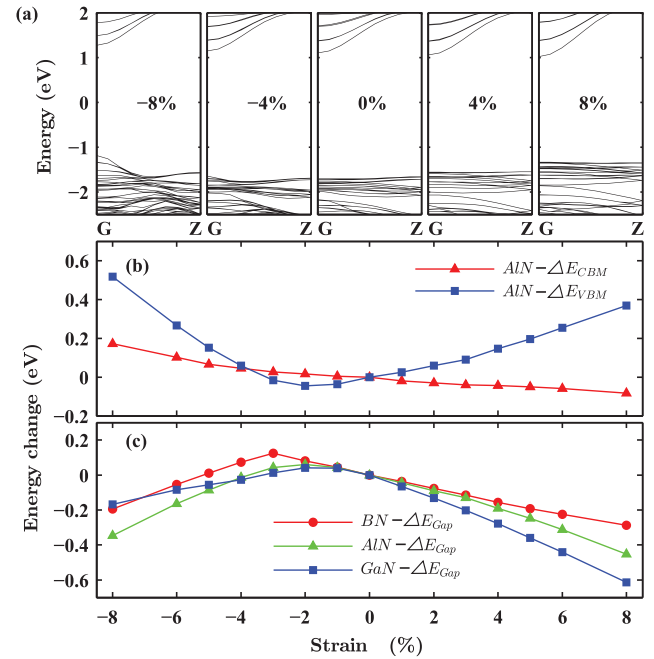 (a)
2
1
0
−1
−2
Energy (eV)
−8%
−4%
0%
4%
8%
G Z G Z G Z G Z G Z
(b)
0.6
0.4
0.2
0
−0.2
AlN−△E_CBM
AlN−△E_VBM
Energy change (eV)
(c)
0.2
0
−0.2
−0.4
−0.6
BN−△E_Gap
AlN−△E_Gap
GaN−△E_Gap
−8 −6 −4 −2 0 2 4 6 8
Strain (%)